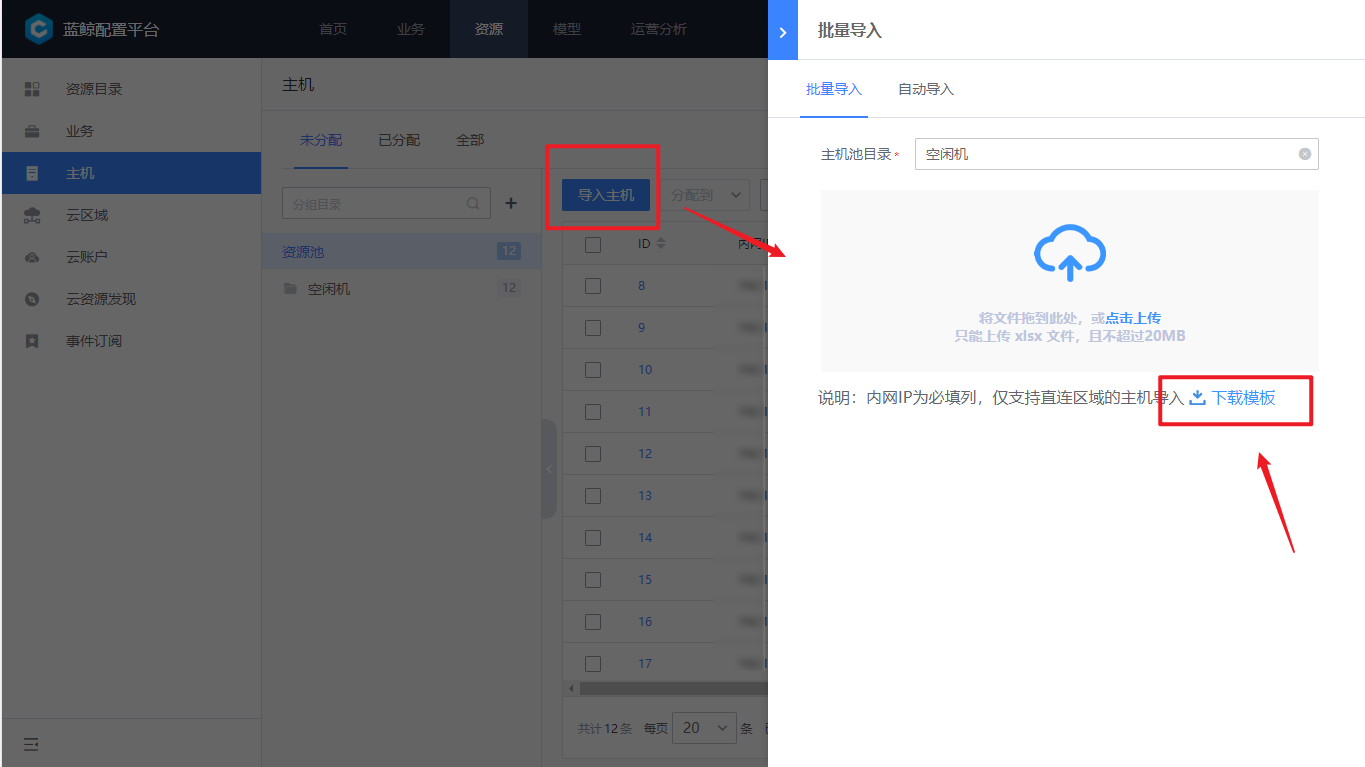 蓝鲸配置平台
首页
业务
资源
模型
运营分析
资源目录
业务
主机
云区域
云账户
云资源发现
事件订阅
主机
未分配
已分配
全部
分组目录
资源池 12
空闲机 12
导入主机
分配到
ID
8
9
10
11
12
13
14
15
16
17
共计12条 每页 20 条
批量导入
批量导入
自动导入
主机池目录*
空闲机
将文件拖到此处，或点击上传
只能上传 xlsx 文件，且不超过20MB
说明：内网IP为必填列，仅支持直连区域的主机导入 下载模板